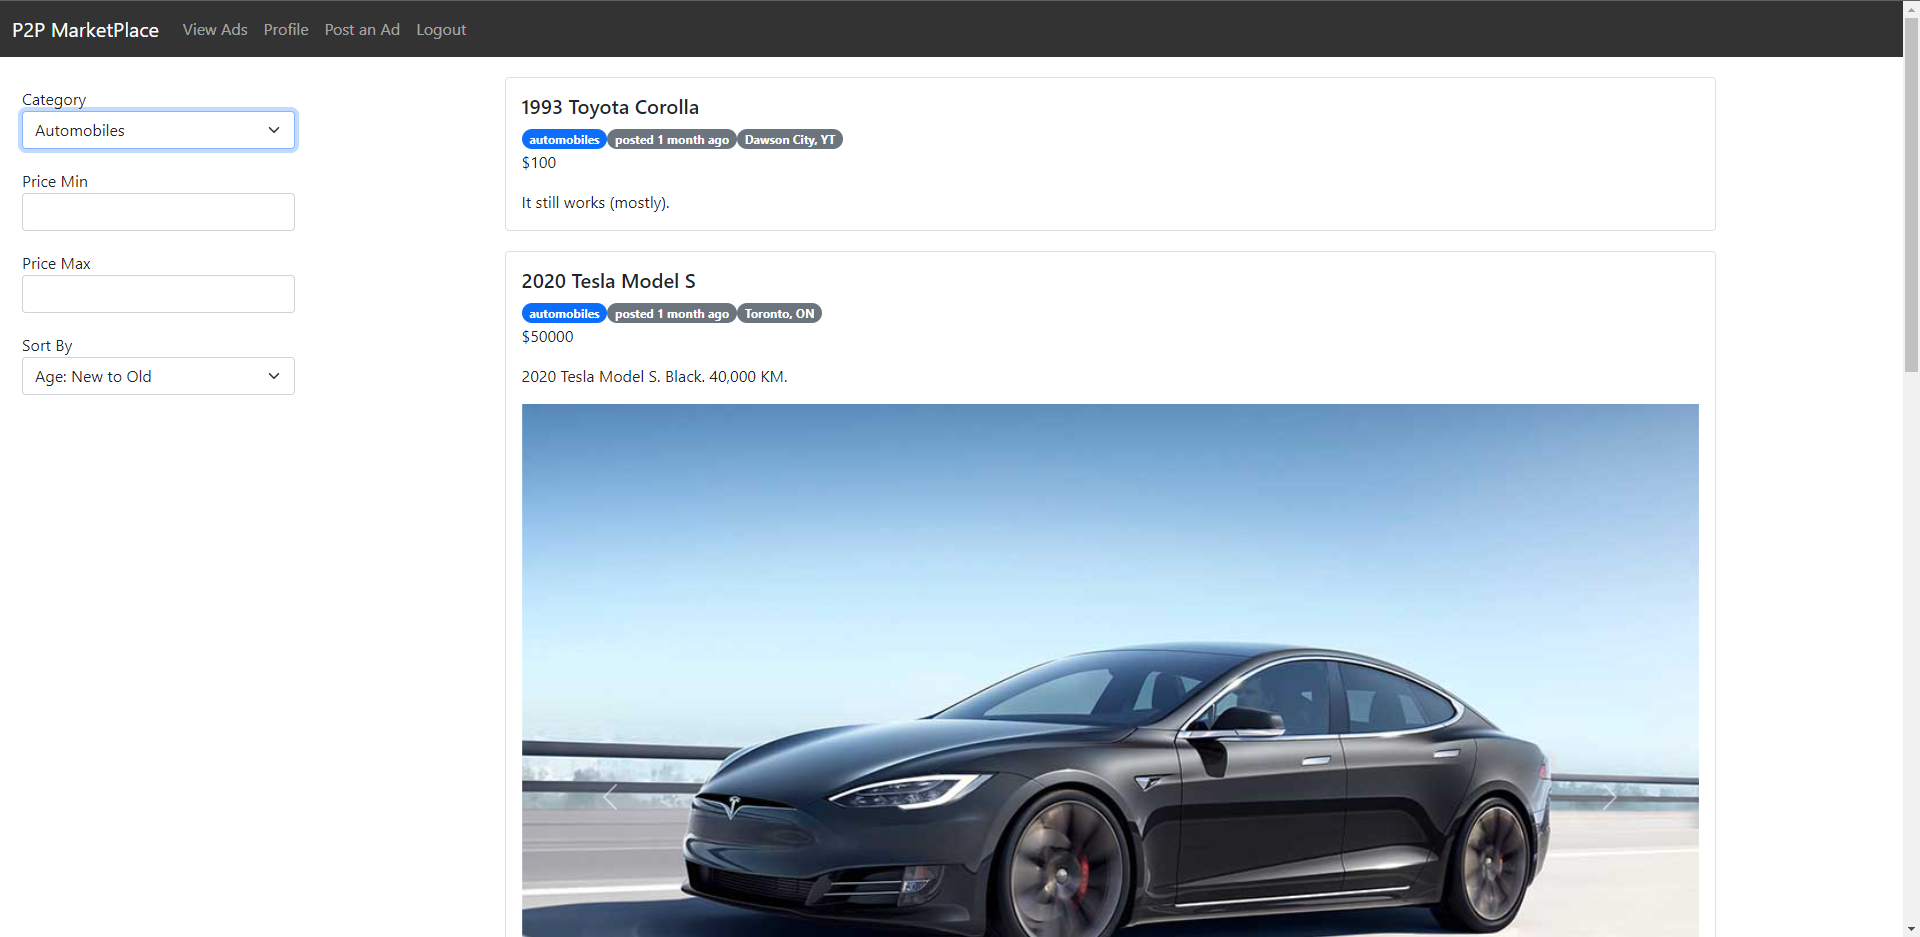 P2P MarketPlace View Ads Profile Post an Ad Logout
Category
Automobiles
Price Min
Price Max
Sort By
Age: New to Old
1993 Toyota Corolla
automobiles posted 1 month ago Dawson City, YT
$100
It still works (mostly).
2020 Tesla Model S
automobiles posted 1 month ago Toronto, ON
$50000
2020 Tesla Model S. Black. 40,000 KM.